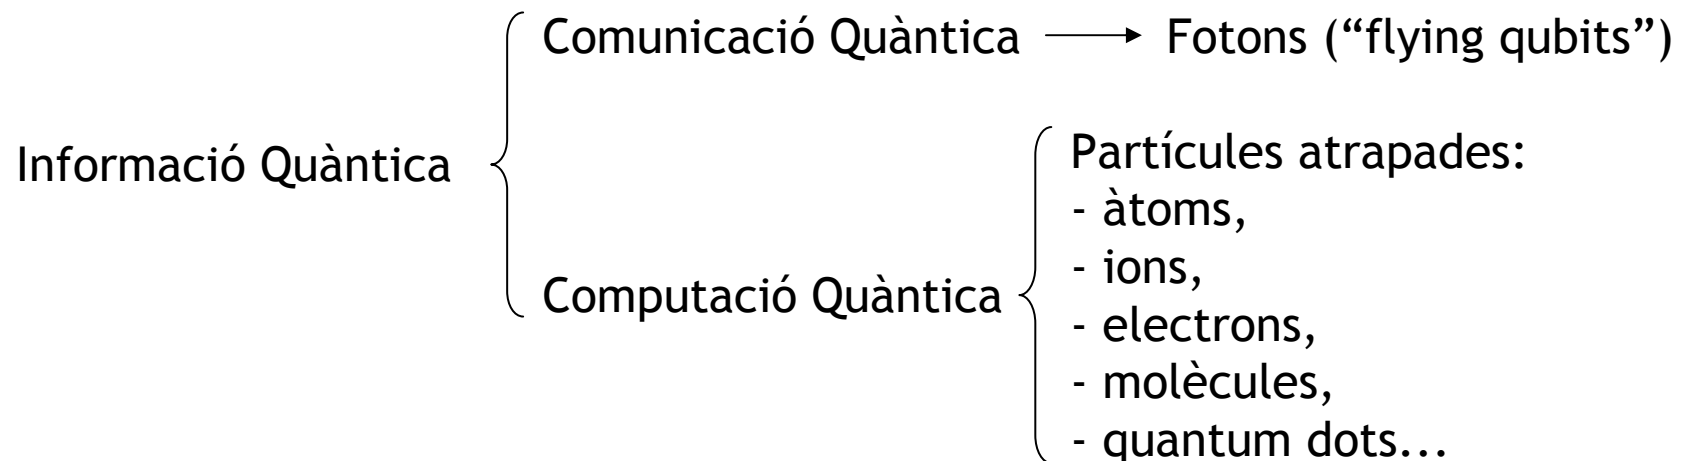 Comunicació Quàntica
Fotons (“flying qubits”)
Informació Quàntica
Partícules atrapades:
- àtoms,
- ions,
Computació Quàntica
- electrons,
- molècules,
- quantum dots...